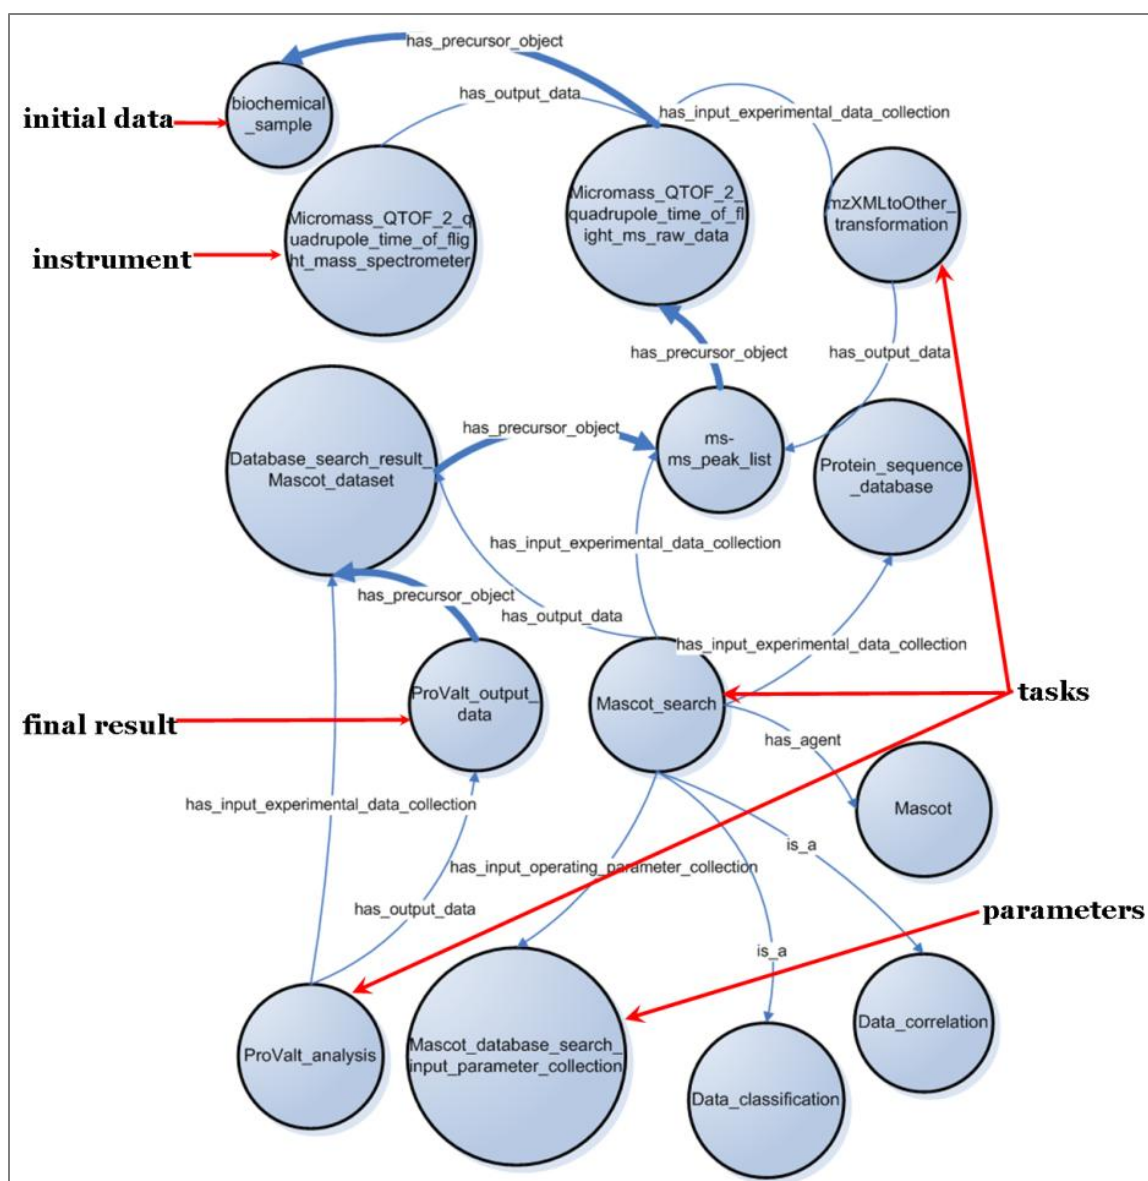 has_precursor_object
biochemical
_sample
has_output_data
has_input_experimental_data_collection
initial data
Micromass_QTOF_2_q
uadrupole_time_of_flig
ht_mass_spectrometer
Micromass_QTOF_2_
quadrupole_time_of_fl
ight_ms_raw_data
mzXMLtoOther_
transformation
instrument
has_precursor_object
has_output_data
has_precursor_object
Database_search_result_
Mascot_dataset
ms-
ms_peak_list
Protein_sequence
_database
has_input_experimental_data_collection
has_precursor_object
has_output_data
has_input_experimental_data_collection
ProValt_output_
data
Mascot_search
tasks
final result
has_agent
has_input_experimental_data_collection
Mascot
is_a
has_input_operating_parameter_collection
has_output_data
parameters
is_a
ProValt_analysis
Mascot_database_search_
input_parameter_collection
Data_correlation
Data_classification